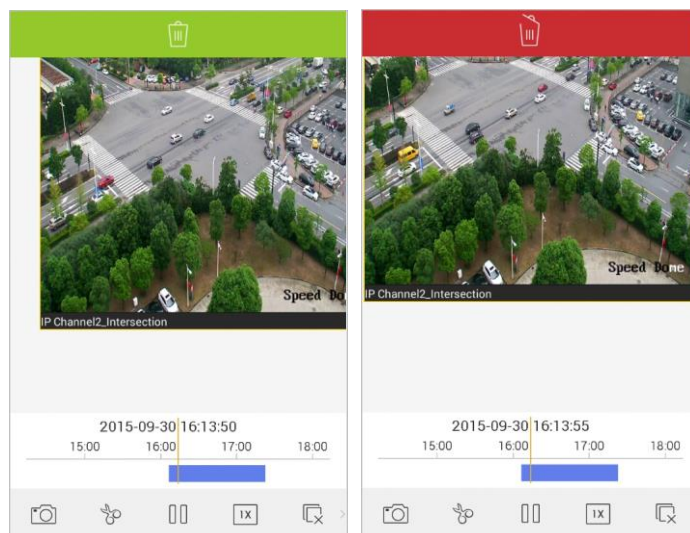 Speed Do
IP Channel2_Intersection
2015-09-30 16:13:50
15:00 16:00 17:00 18:00
1X
Speed Done
IP Channel2_Intersection
2015-09-30 16:13:55
15:00 16:00 17:00 18:00
1X